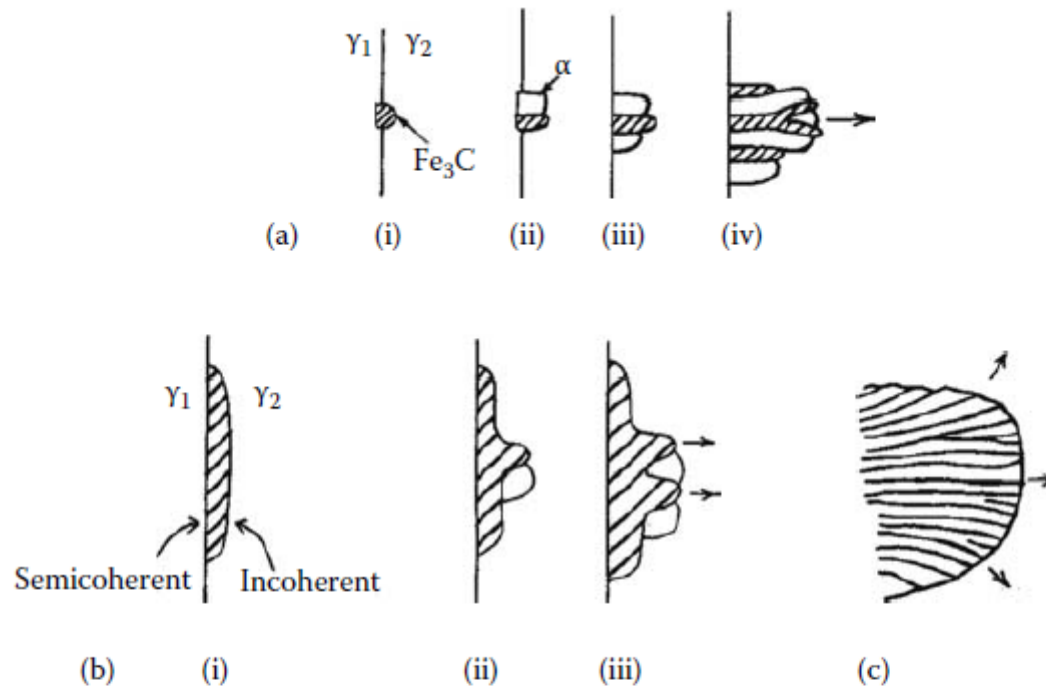 γ₁ γ₂
α
Fe₃C
(a) (i) (ii) (iii) (iv)
γ₁ γ₂
Semicoherent Incoherent
(b) (i) (ii) (iii) (c)